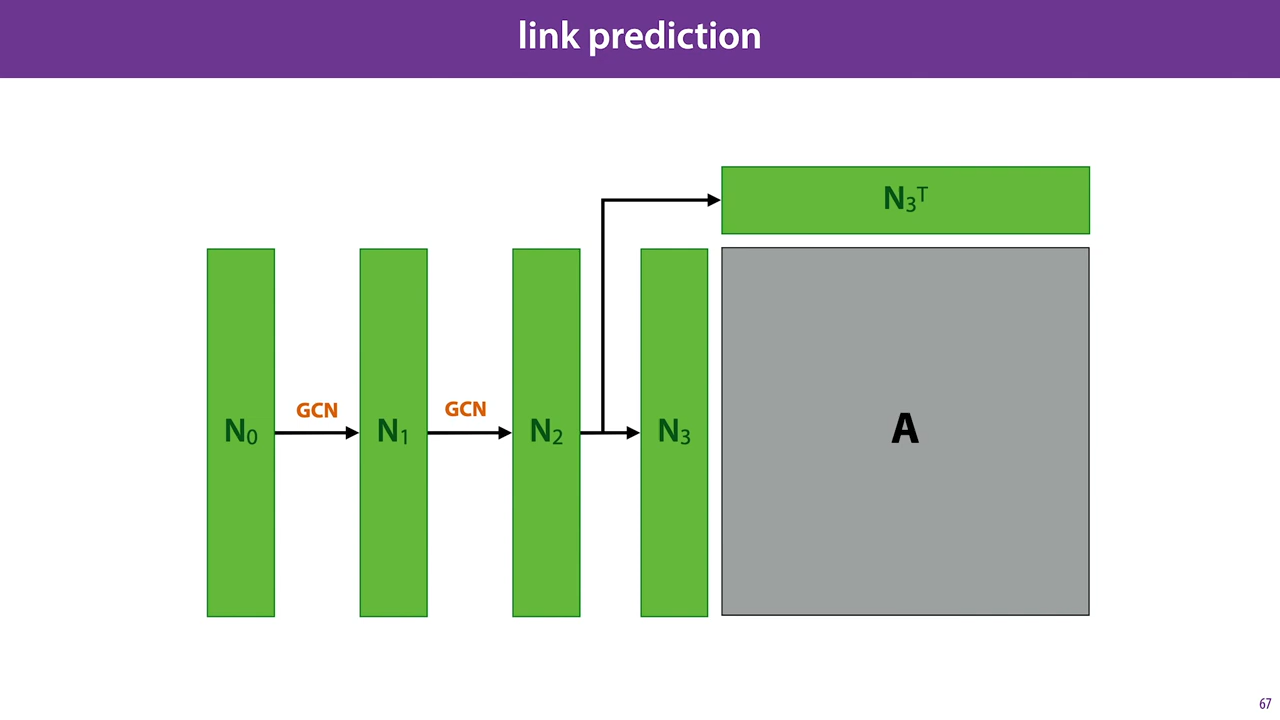 link prediction
N₃ᵀ
GCN
GCN
N₀
N₁
N₂
N₃
A
67